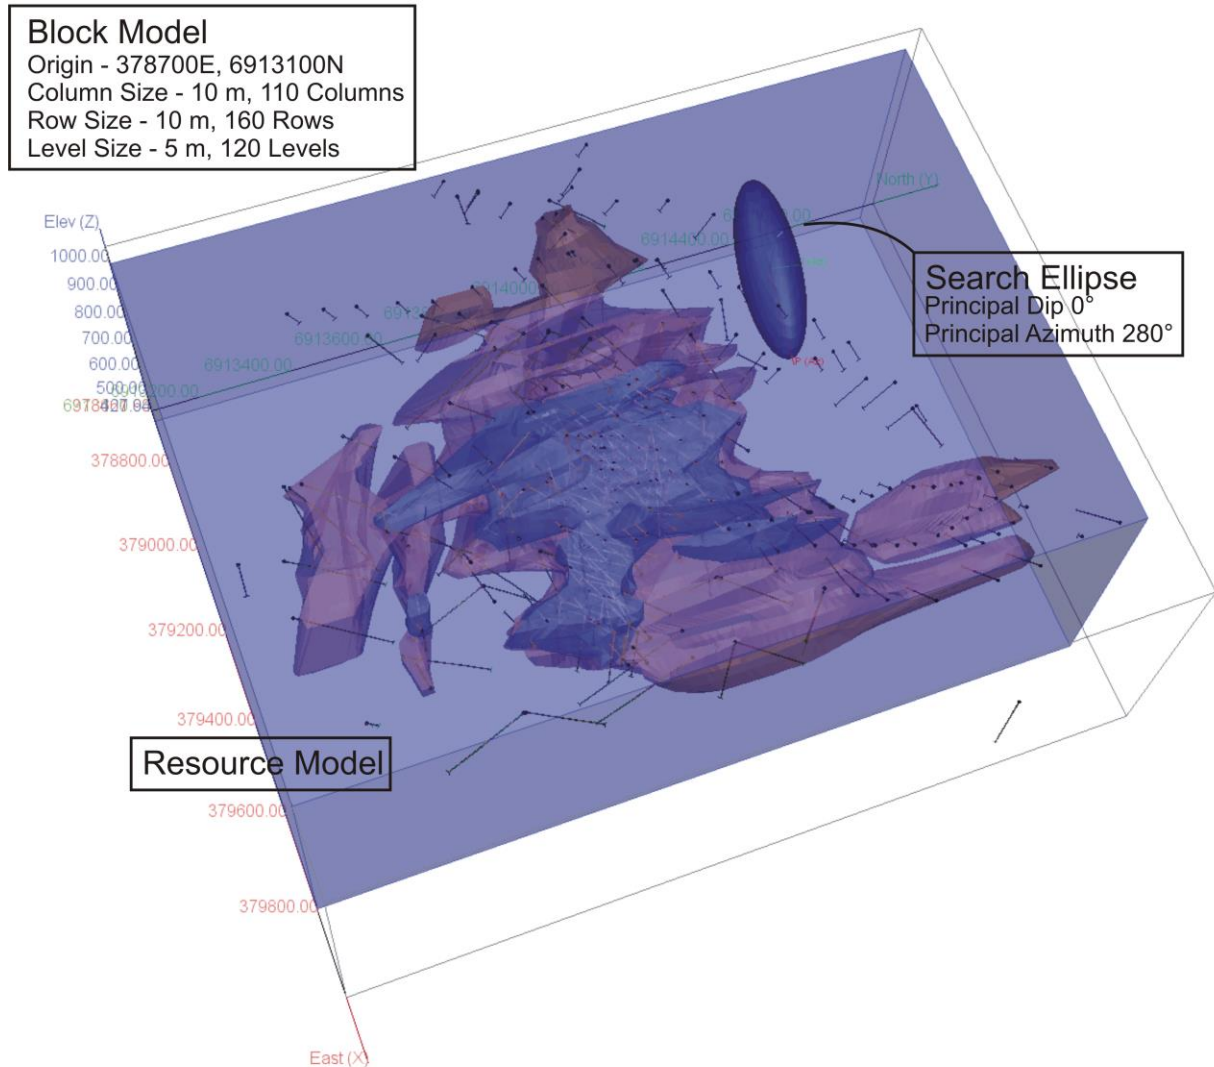 Block Model
Origin - 378700E, 6913100N
Column Size - 10 m, 110 Columns
Row Size - 10 m, 160 Rows
Level Size - 5 m, 120 Levels
North (Y)
Elev (Z)
1000.00
900.00
800.00
700.00
600.00
6914400.00
6913600.00
6913400.00
Search Ellipse
Principal Dip 0°
Principal Azimuth 280°
378800.00
379000.00
379200.00
379400.00
Resource Model
379600.00
379800.00
East (X)